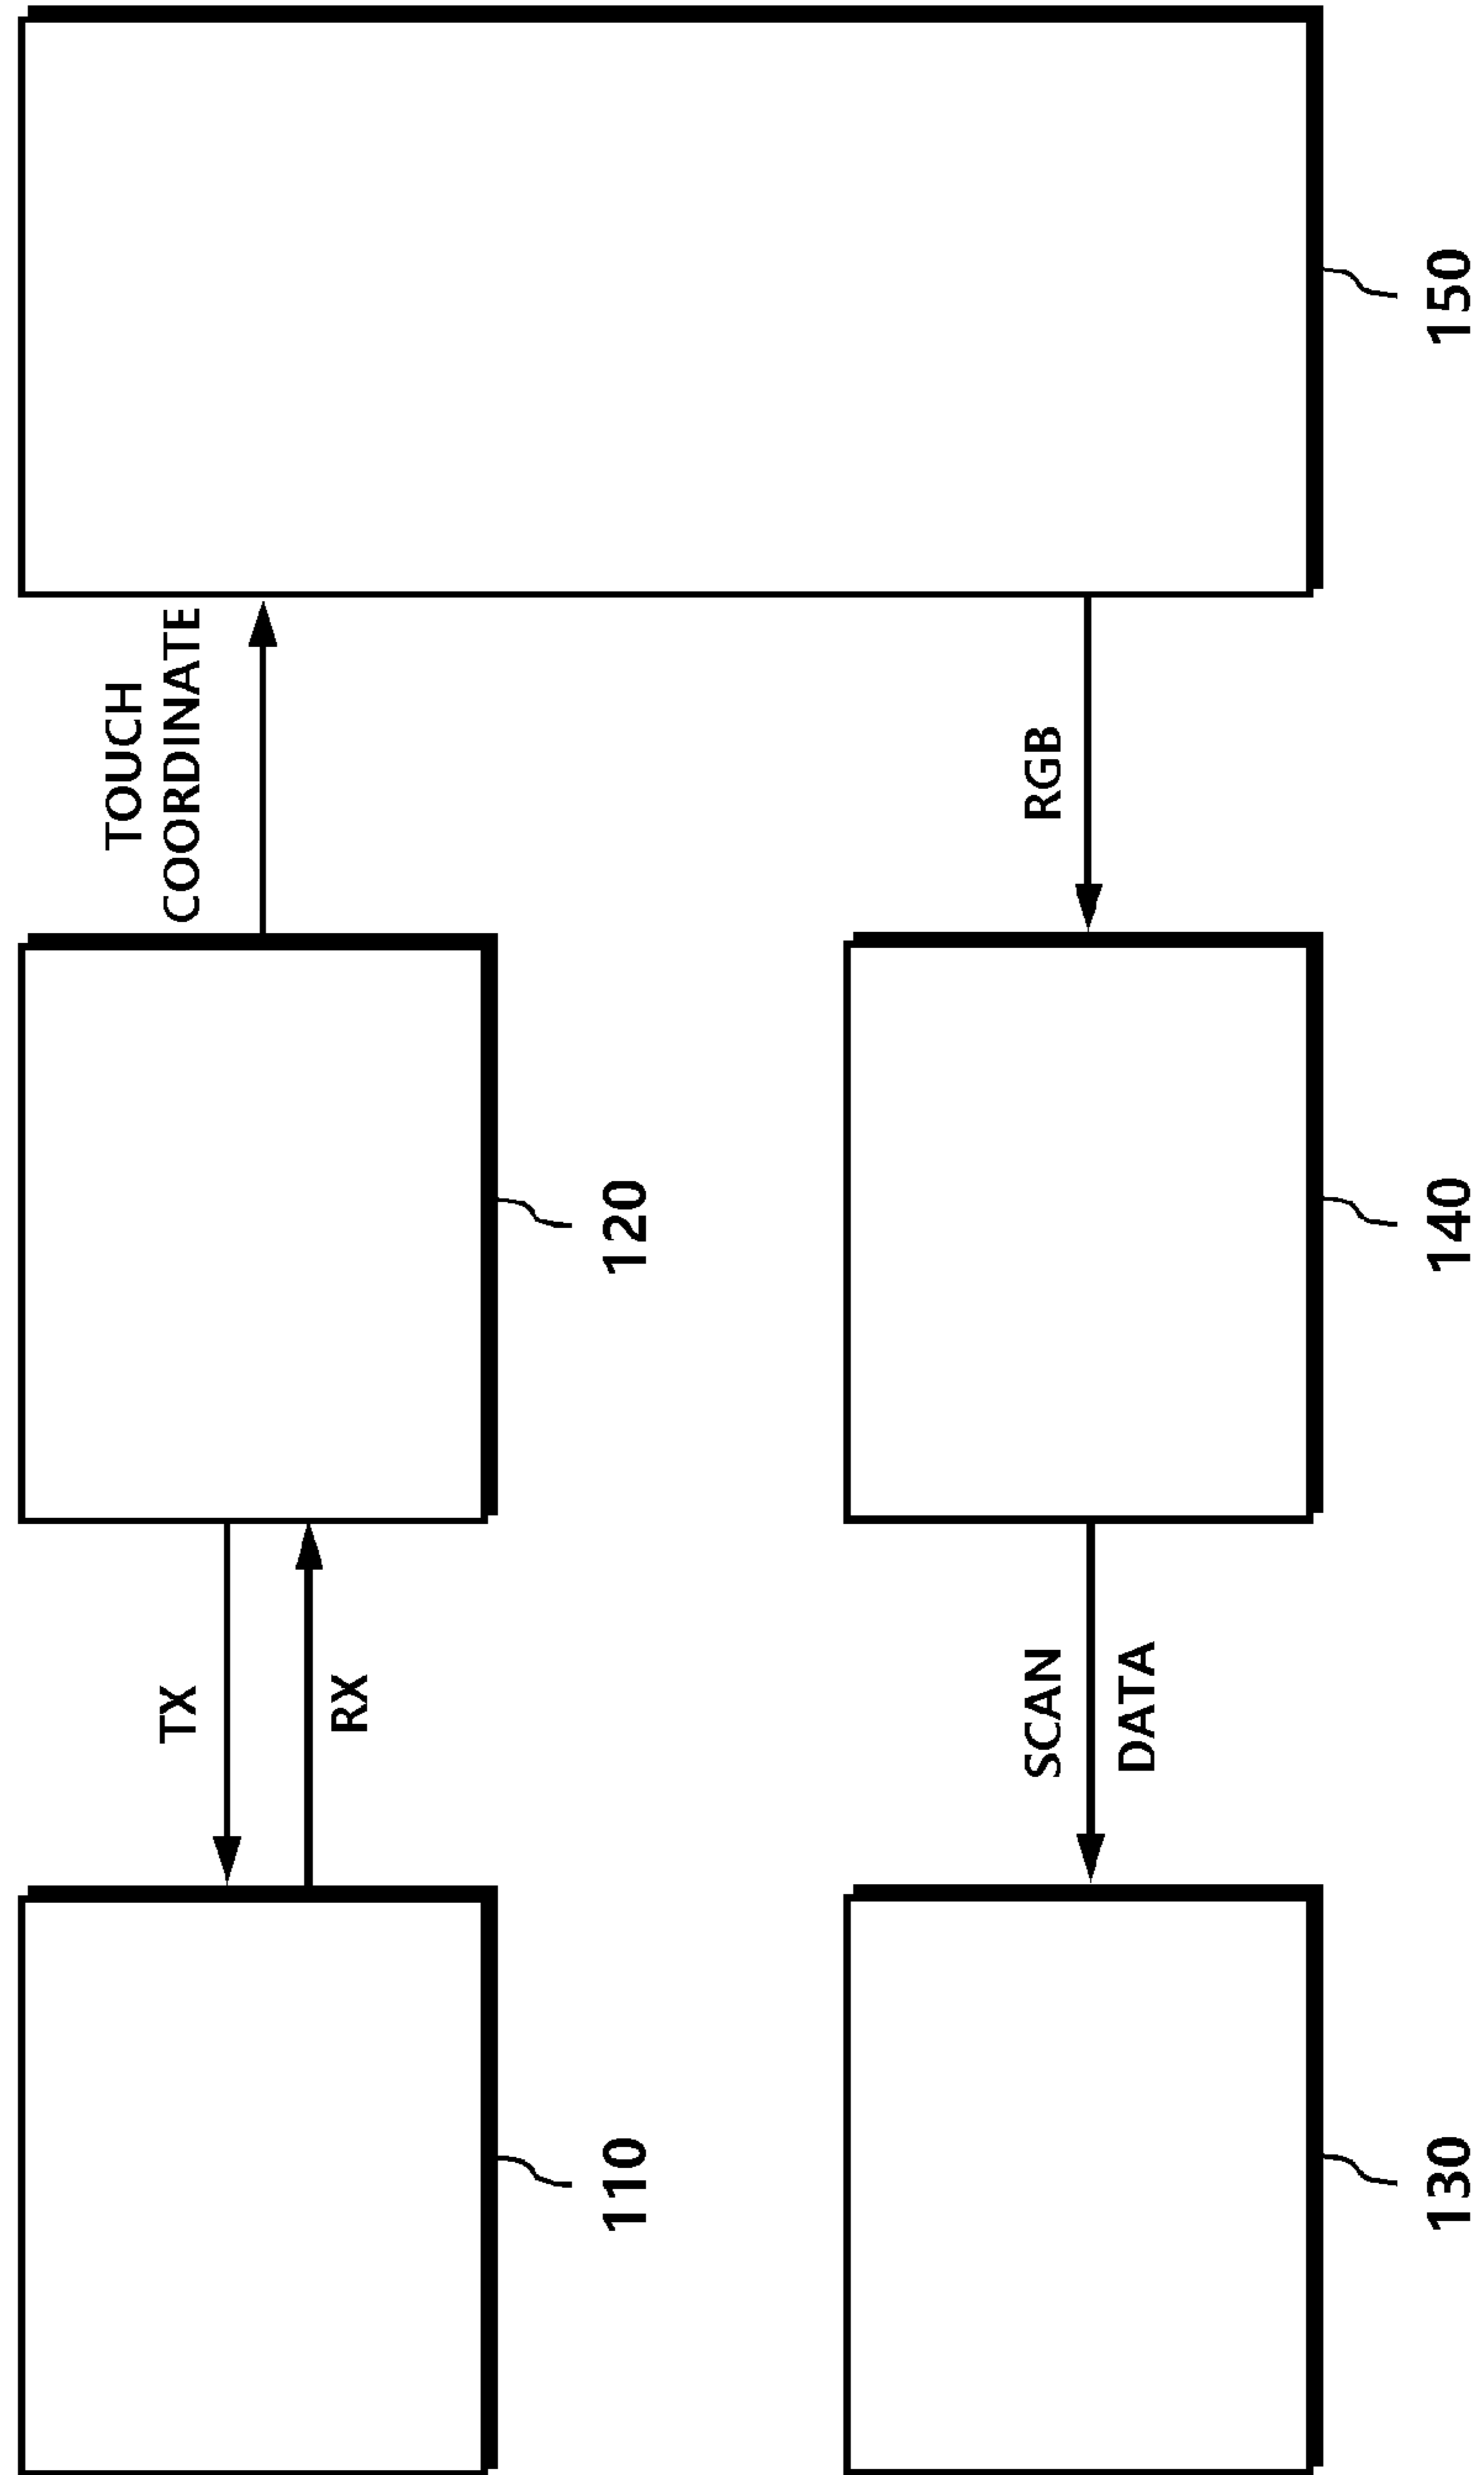 TOUCH
COORDINATE
TX
RX
110
120
150
RGB
SCAN
DATA
130
140